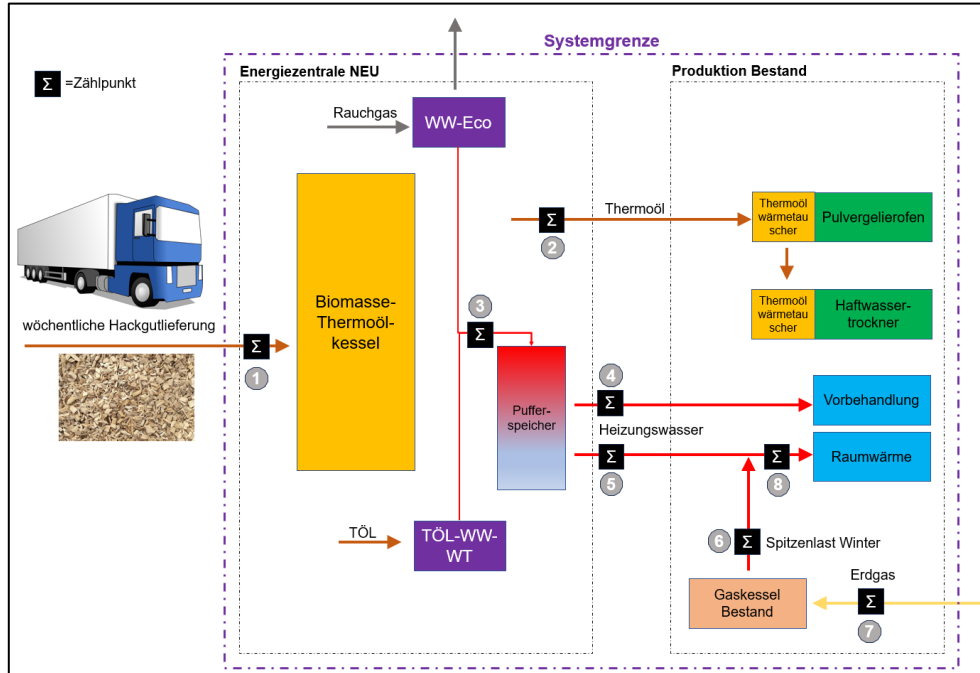 Systemgrenze
Σ =Zählpunkt
Energiezentrale NEU
Produktion Bestand
Rauchgas
WW-Eco
Thermoöl
Σ
2
Thermoöl
wärmetau
scher
Pulvergelierofen
Biomasse-
Thermoöl-
kessel
3
Σ
Thermoöl
wärmetau
scher
Haftwasser-
trockner
wöchentliche Hackgutlieferung
Σ
1
Puffer-
speicher
4
Σ
Vorbehandlung
Heizungswasser
Σ
5
Σ
8
Raumwärme
TÖL
TÖL-WW-
WT
6
Σ
Spitzenlast Winter
Gaskessel
Bestand
Erdgas
Σ
7